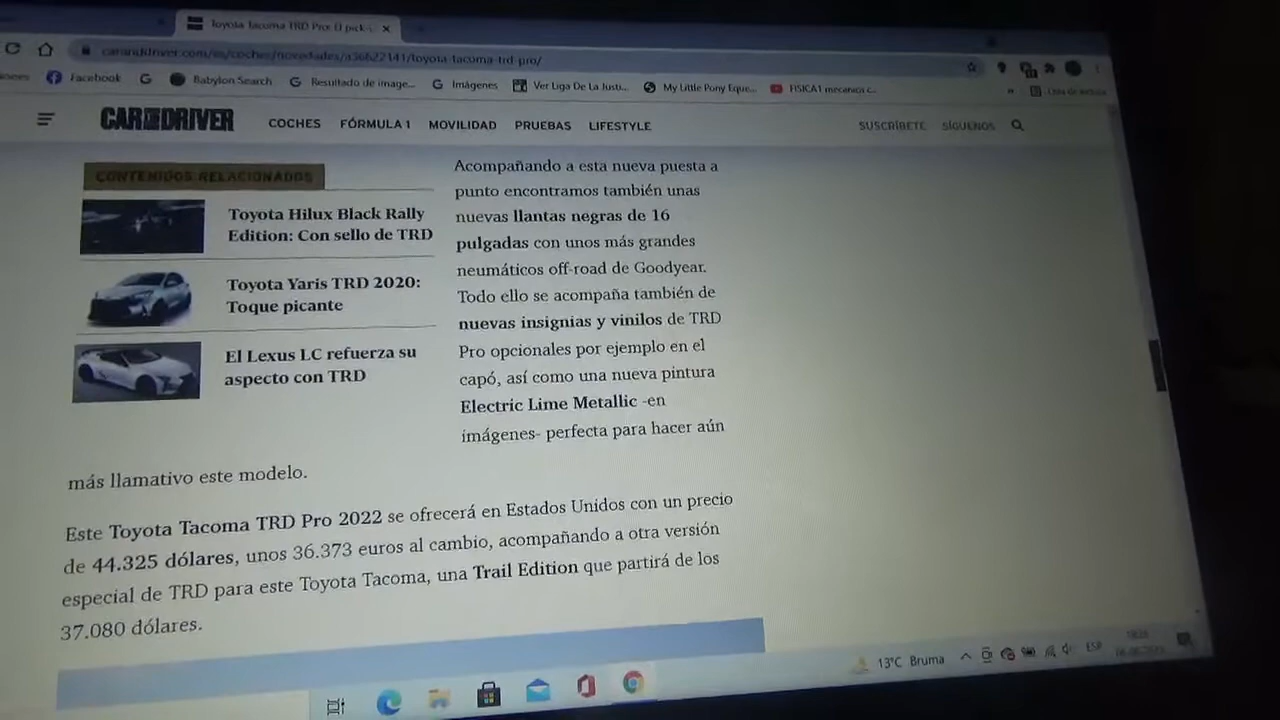 Toyota Tacoma TRD Pro: El pick-u
carandriver.com/es/coches/novedades/a36622141/toyota-tacoma-trd-pro/
Facebook
Babylon Search
Resultado de image...
Imágenes
Ver Liga De La Justi...
My Little Pony Eque...
FISICA1 mecanica c...
»
Lista de lectura
CAR AND DRIVER
COCHES
FÓRMULA 1
MOVILIDAD
PRUEBAS
LIFESTYLE
SUSCRÍBETE
SÍGUENOS
CONTENIDOS RELACIONADOS
Toyota Hilux Black Rally
Edition: Con sello de TRD
Toyota Yaris TRD 2020:
Toque picante
El Lexus LC refuerza su
aspecto con TRD
Acompañando a esta nueva puesta a
punto encontramos también unas
nuevas llantas negras de 16
pulgadas con unos más grandes
neumáticos off-road de Goodyear.
Todo ello se acompaña también de
nuevas insignias y vinilos de TRD
Pro opcionales por ejemplo en el
capó, así como una nueva pintura
Electric Lime Metallic -en
imágenes- perfecta para hacer aún
más llamativo este modelo.
Este Toyota Tacoma TRD Pro 2022 se ofrecerá en Estados Unidos con un precio
de 44.325 dólares, unos 36.373 euros al cambio, acompañando a otra versión
especial de TRD para este Toyota Tacoma, una Trail Edition que partirá de los
37.080 dólares.
13°C Bruma
ESP